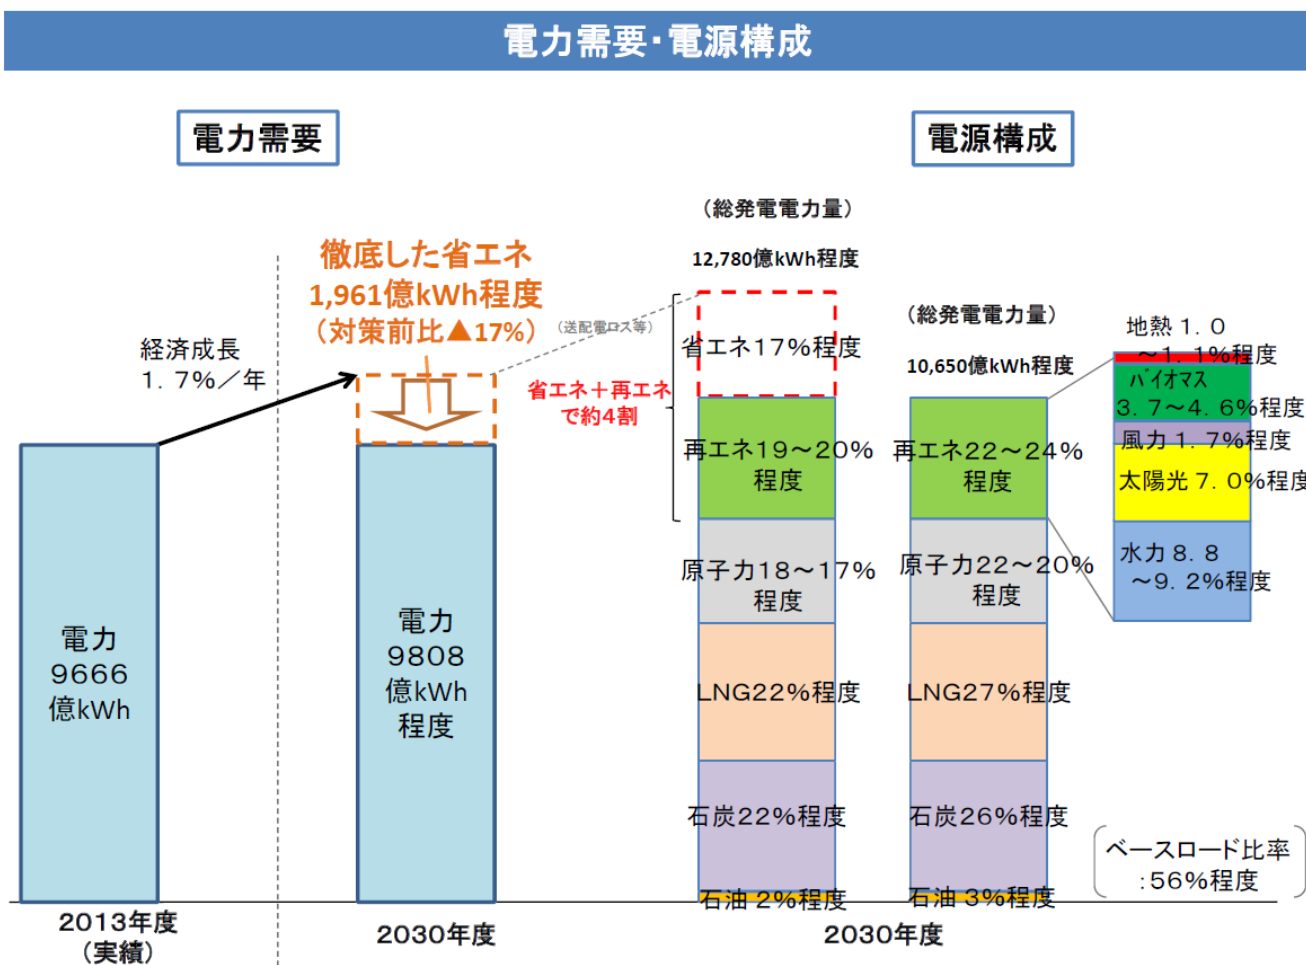 電力需要・電源構成
電力需要
電源構成
（総発電電力量）
12,780億kWh程度
徹底した省エネ
1,961億kWh程度
（対策前比▲17%）
（送配電ロス等）
経済成長
１．７％／年
省エネ１７％程度
省エネ＋再エネ
で約４割
（総発電電力量）
10,650億kWh程度
地熱１．０
～１．１％程度
バイオマス
３．７～４．６％程度
風力１．７％程度
太陽光７．０％程度
水力８．８
～９．２％程度
再エネ１９～２０％
程度
再エネ２２～２４％
程度
原子力１８～１７％
程度
原子力２２～２０％
程度
電力
９６６６
億kWh
電力
９８０８
億kWh
程度
LNG２２％程度
LNG２７％程度
石炭２２％程度
石炭２６％程度
石油２％程度
石油３％程度
ベースロード比率
：５６％程度
２０１３年度
（実績）
２０３０年度
２０３０年度